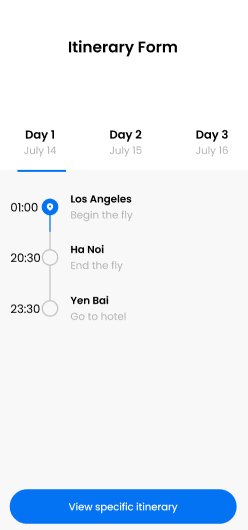 Itinerary Form
Day 1
Day 2
Day 3
July 14
July 15
July 16
01:00
Los Angeles
Begin the fly
20:30
Ha Noi
End the fly
23:30
Yen Bai
Go to hotel
View specific itinerary